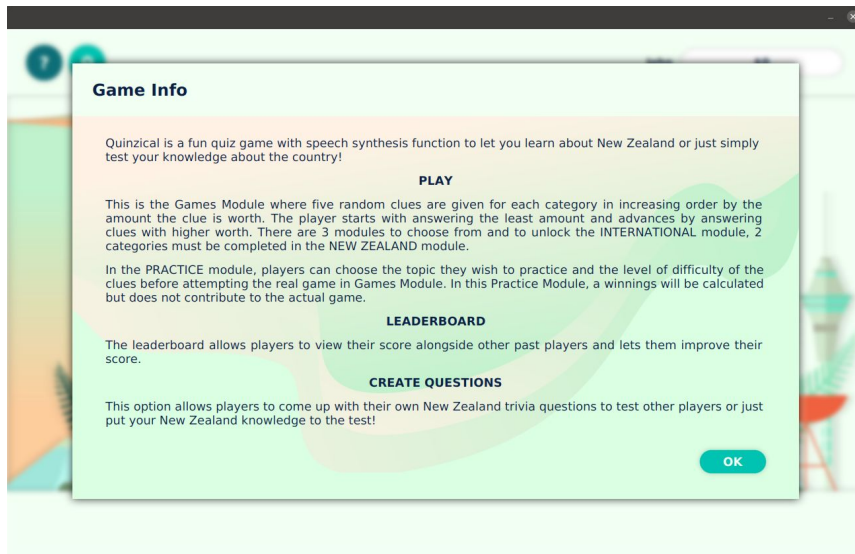 ?
Game Info
Quinzical is a fun quiz game with speech synthesis function to let you learn about New Zealand or just simply
test your knowledge about the country!
PLAY
This is the Games Module where five random clues are given for each category in increasing order by the
amount the clue is worth. The player starts with answering the least amount and advances by answering
clues with higher worth. There are 3 modules to choose from and to unlock the INTERNATIONAL module, 2
categories must be completed in the NEW ZEALAND module.
In the PRACTICE module, players can choose the topic they wish to practice and the level of difficulty of the
clues before attempting the real game in Games Module. In this Practice Module, a winnings will be calculated
but does not contribute to the actual game.
LEADERBOARD
The leaderboard allows players to view their score alongside other past players and lets them improve their
score.
CREATE QUESTIONS
This option allows players to come up with their own New Zealand trivia questions to test other players or just
put your New Zealand knowledge to the test!
OK